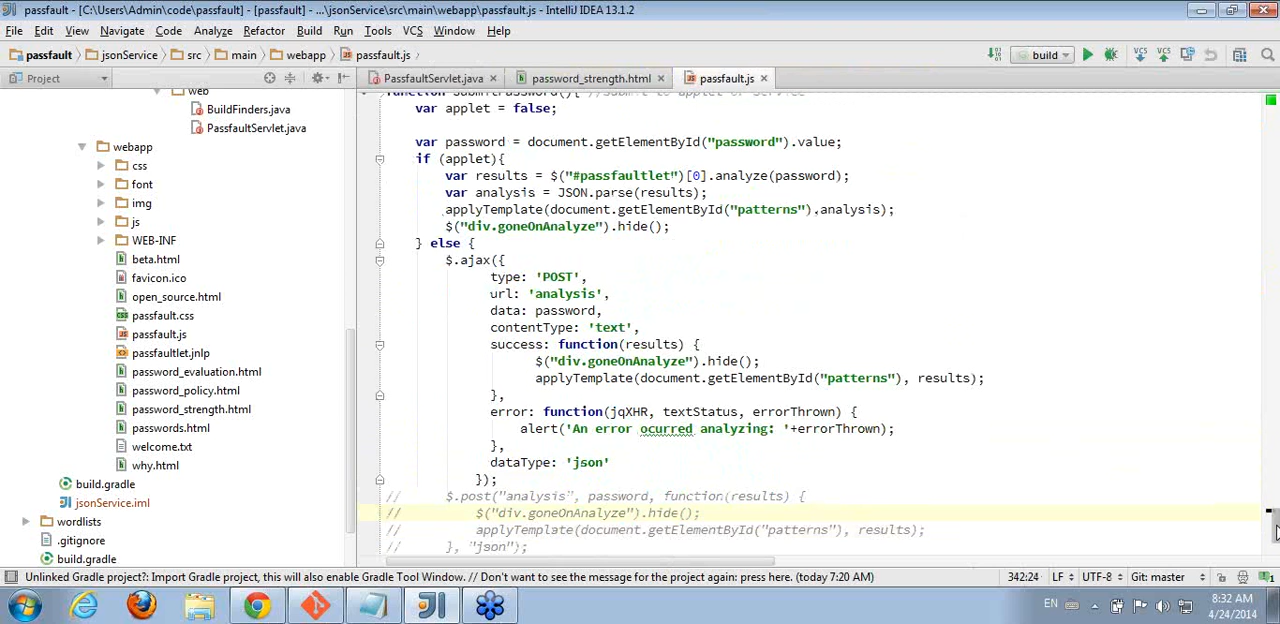 passfault - [C:\Users\Admin\code\passfault] - [passfault] - ...\jsonService\src\main\webapp\passfault.js - IntelliJ IDEA 13.1.2
File Edit View Navigate Code Analyze Refactor Build Run Tools VCS Window Help
passfault jsonService src main webapp passfault.js build VCS VCS
Project PassfaultServlet.java password_strength.html passfault.js
web
BuildFinders.java
PassfaultServlet.java
webapp
css
font
img
js
WEB-INF
beta.html
favicon.ico
open_source.html
passfault.css
passfault.js
passfaultlet.jnlp
password_evaluation.html
password_policy.html
password_strength.html
passwords.html
welcome.txt
why.html
build.gradle
jsonService.iml
wordlists
.gitignore
build.gradle
function submitPassword(){ //submit to applet or service
var applet = false;
var password = document.getElementById("password").value;
if (applet){
var results = $("#passfaultlet")[0].analyze(password);
var analysis = JSON.parse(results);
applyTemplate(document.getElementById("patterns").analysis);
$("div.goneOnAnalyze").hide();
} else {
$.ajax({
type: 'POST',
url: 'analysis',
data: password,
contentType: 'text',
success: function(results) {
$("div.goneOnAnalyze").hide();
applyTemplate(document.getElementById("patterns"), results);
},
error: function(jqXHR, textStatus, errorThrown) {
alert('An error ocurred analyzing: '+errorThrown);
},
dataType: 'json'
});
// $.post("analysis", password, function(results) {
// $("div.goneOnAnalyze").hide();
// applyTemplate(document.getElementById("patterns"), results);
// }, "json");
Unlinked Gradle project?: Import Gradle project, this will also enable Gradle Tool Window. // Don't want to see the message for the project again: press here. (today 7:20 AM) 342:24 LF UTF-8 Git: master 1
EN 8:32 AM
4/24/2014